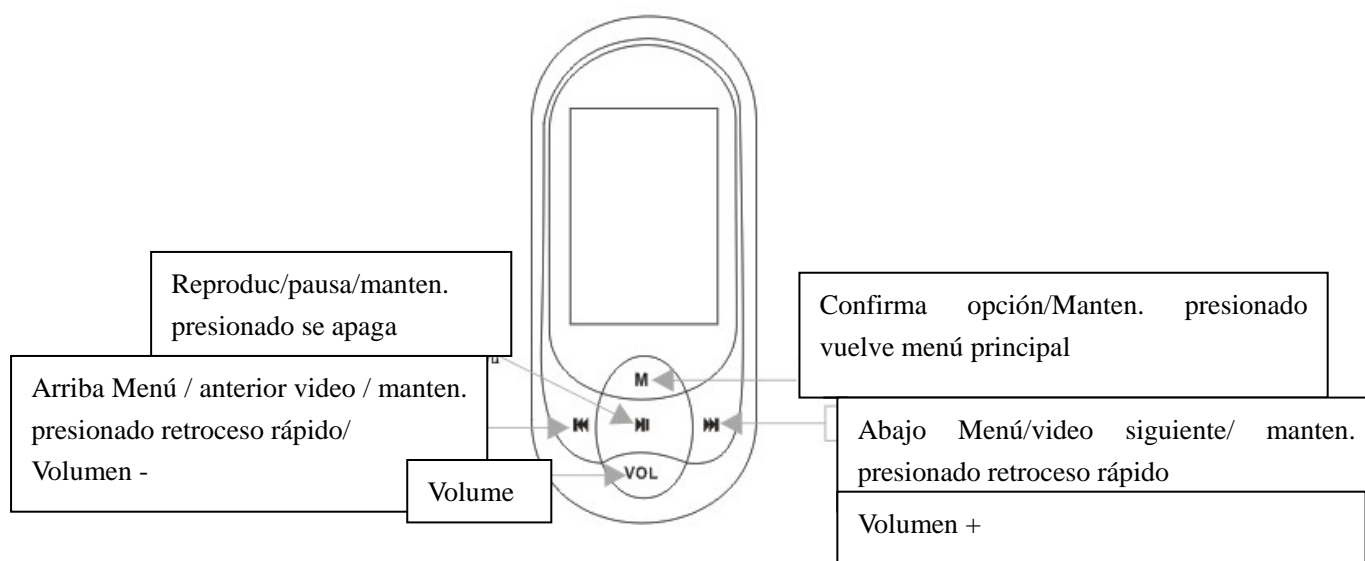 Reproduc/pausa/manten.
presionado se apaga
Confirma opción/Manten. presionado
vuelve menú principal
Arriba Menú / anterior video / manten.
presionado retroceso rápido/
Volumen -
M
VOL
Volume
Abajo Menú/video siguiente/ manten.
presionado retroceso rápido
Volumen +